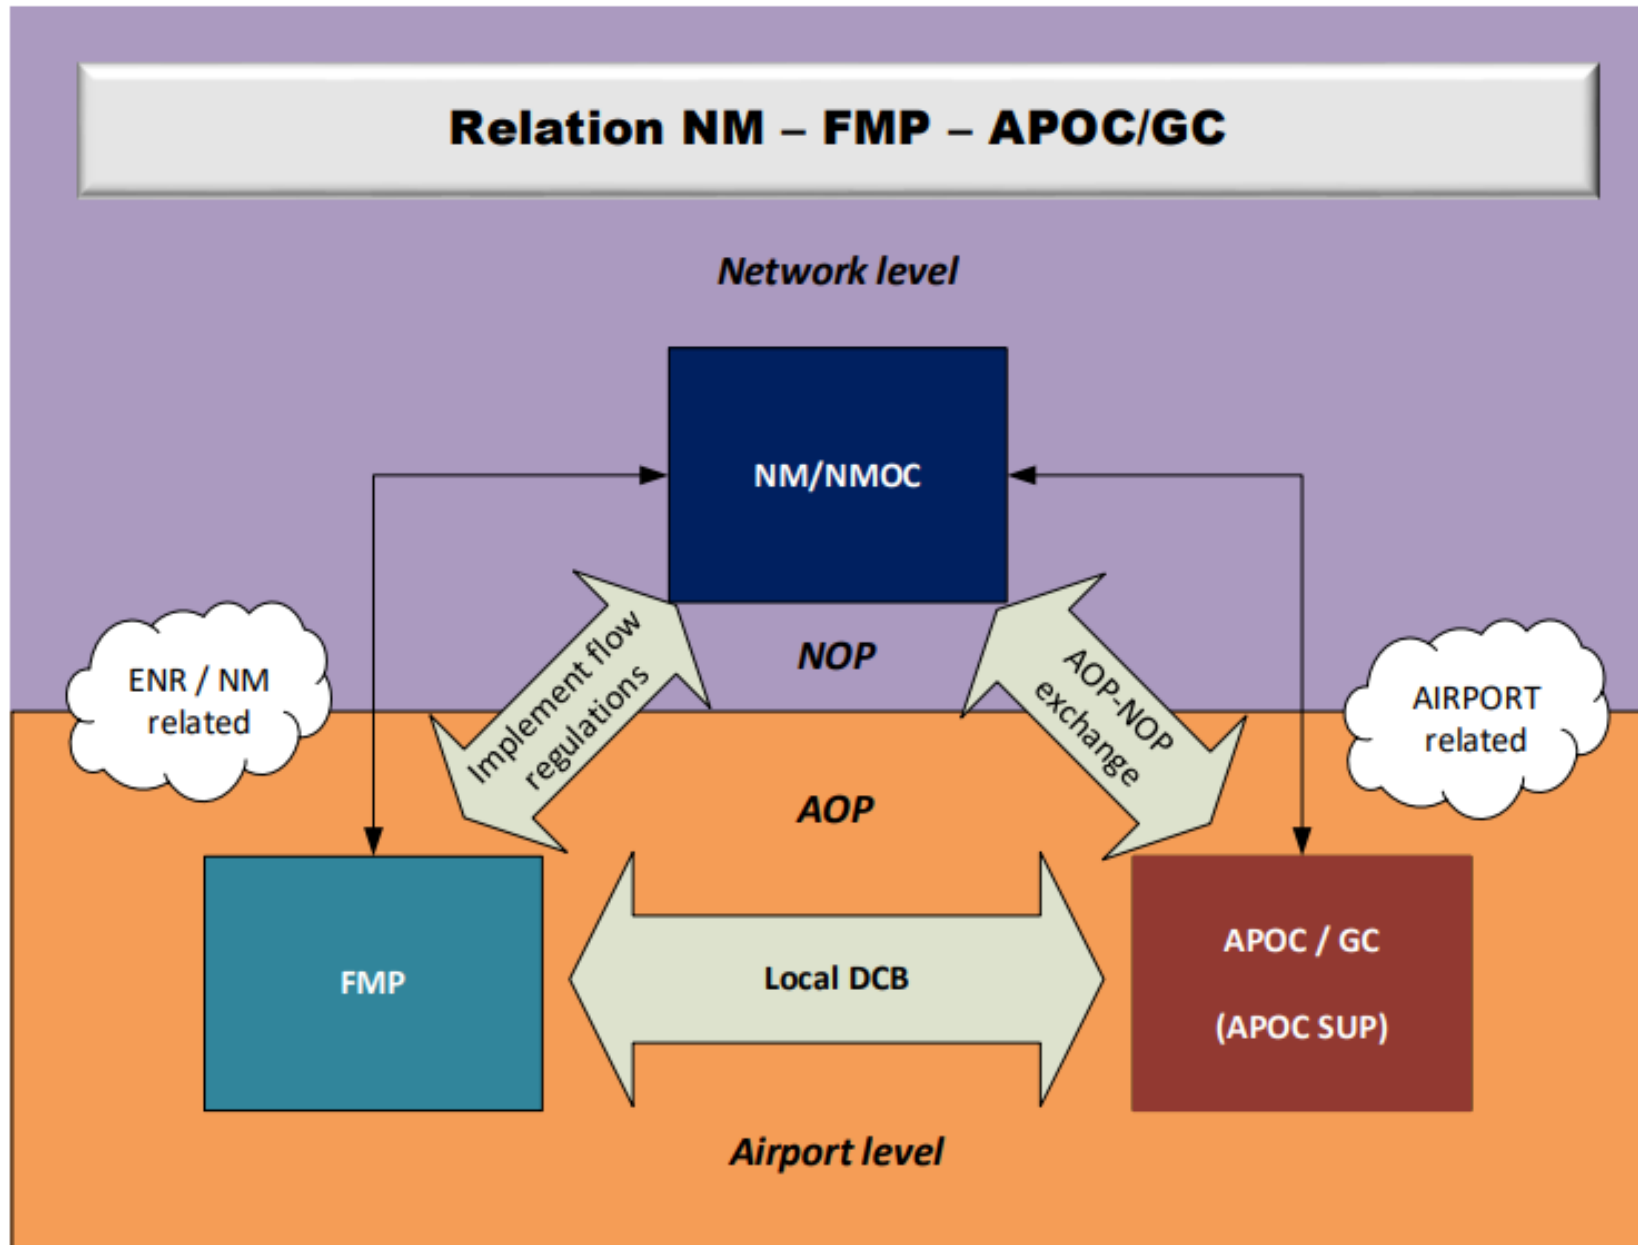 Relation NM – FMP – APOC/GC
Network level
NM/NMOC
ENR / NM
related
Implement flow
regulations
NOP
AOP-NOP
exchange
AIRPORT
related
AOP
FMP
Local DCB
APOC / GC
(APOC SUP)
Airport level